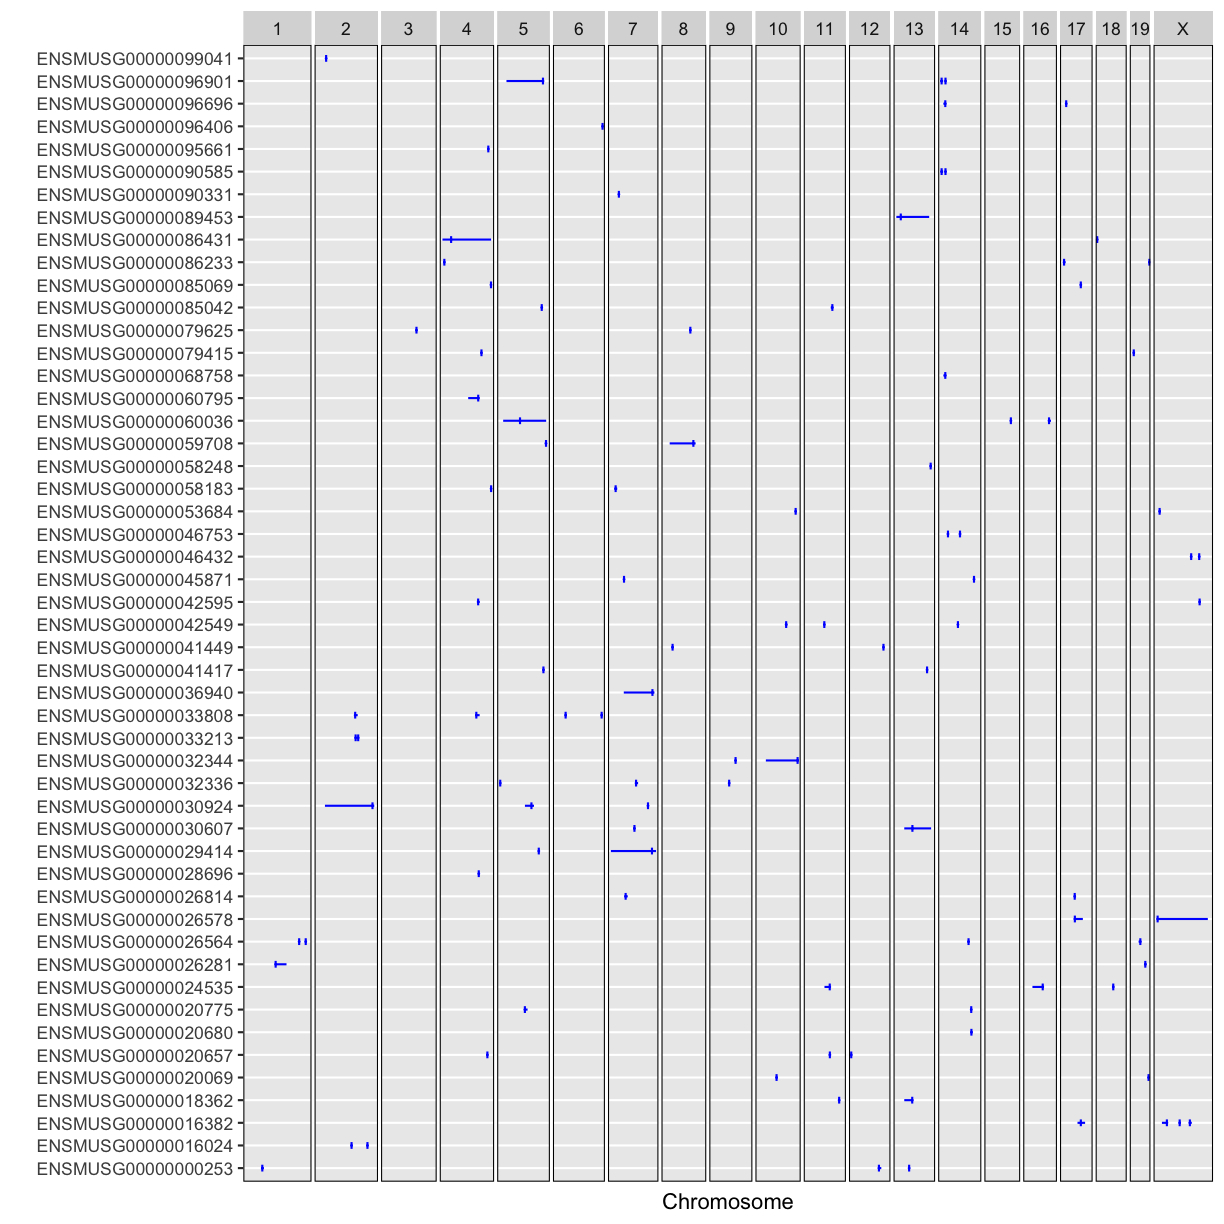 1 2 3 4 5 6 7 8 9 10 11 12 13 14 15 16 17 18 19 X
ENSMUSG00000099041
ENSMUSG00000096901
ENSMUSG00000096696
ENSMUSG00000096406
ENSMUSG00000095661
ENSMUSG00000090585
ENSMUSG00000090331
ENSMUSG00000089453
ENSMUSG00000086431
ENSMUSG00000086233
ENSMUSG00000085069
ENSMUSG00000085042
ENSMUSG00000079625
ENSMUSG00000079415
ENSMUSG00000068758
ENSMUSG00000060795
ENSMUSG00000060036
ENSMUSG00000059708
ENSMUSG00000058248
ENSMUSG00000058183
ENSMUSG00000053684
ENSMUSG00000046753
ENSMUSG00000046432
ENSMUSG00000045871
ENSMUSG00000042595
ENSMUSG00000042549
ENSMUSG00000041449
ENSMUSG00000041417
ENSMUSG00000036940
ENSMUSG00000033808
ENSMUSG00000033213
ENSMUSG00000032344
ENSMUSG00000032336
ENSMUSG00000030924
ENSMUSG00000030607
ENSMUSG00000029414
ENSMUSG00000028696
ENSMUSG00000026814
ENSMUSG00000026578
ENSMUSG00000026564
ENSMUSG00000026281
ENSMUSG00000024535
ENSMUSG00000020775
ENSMUSG00000020680
ENSMUSG00000020657
ENSMUSG00000020069
ENSMUSG00000018362
ENSMUSG00000016382
ENSMUSG00000016024
ENSMUSG00000000253
Chromosome